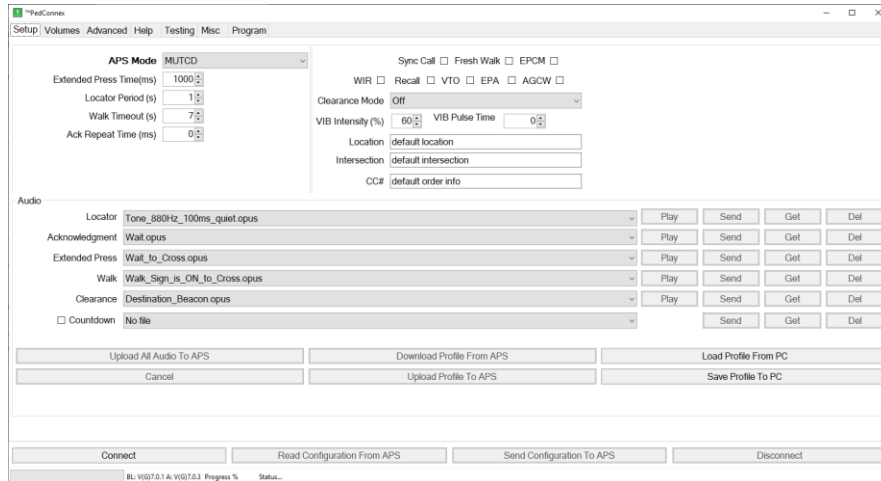 ™PedConnex
Setup Volumes Advanced Help Testing Misc Program
APS Mode MUTCD
Extended Press Time(ms) 1000
Locator Period (s) 1
Walk Timeout (s) 7
Ack Repeat Time (ms) 0
Sync Call Fresh Walk EPCM
WIR Recall VTO EPA AGCW
Clearance Mode Off
VIB Intensity (%) 60 VIB Pulse Time 0
Location default location
Intersection default intersection
CC# default order info
Audio
Locator Tone_880Hz_100ms_quiet.opus Play Send Get Del
Acknowledgment Wait.opus Play Send Get Del
Extended Press Wait_to_Cross.opus Play Send Get Del
Walk Walk_Sign_is_ON_to_Cross.opus Play Send Get Del
Clearance Destination_Beacon.opus Play Send Get Del
Countdown No file Send Get Del
Upload All Audio To APS Download Profile From APS Load Profile From PC
Cancel Upload Profile To APS Save Profile To PC
Connect Read Configuration From APS Send Configuration To APS Disconnect
BL: V(G)7.0.1 A: V(G)7.0.3 Progress % Status...